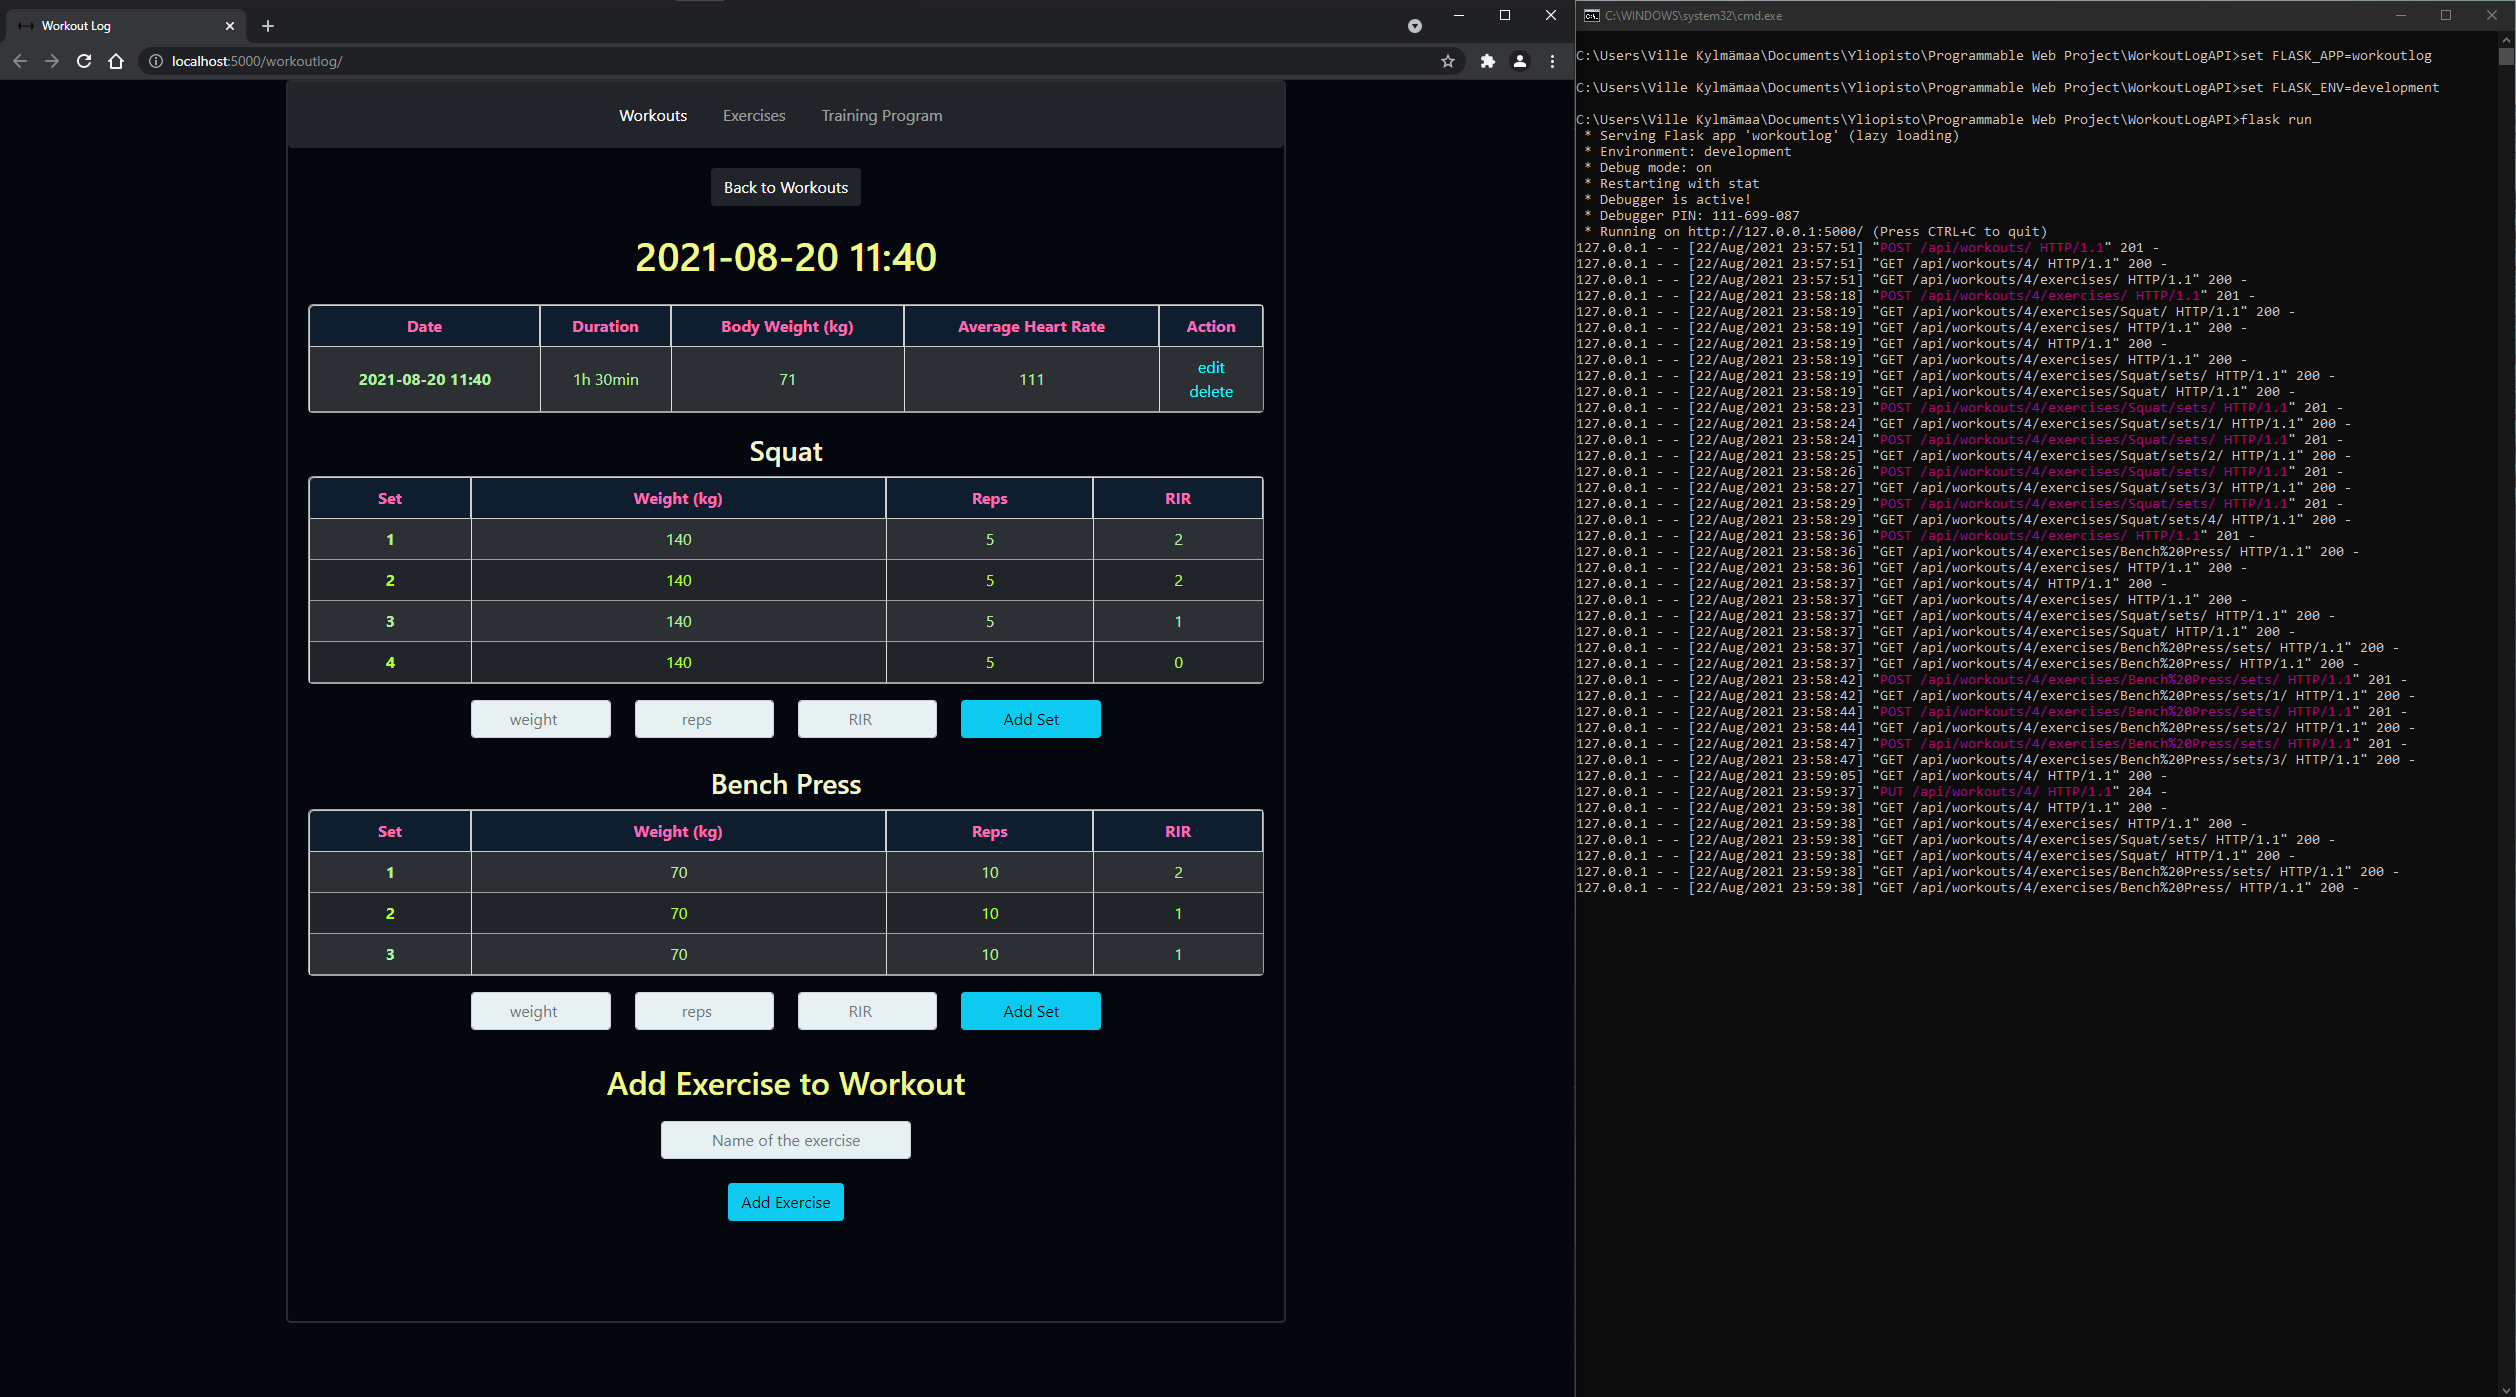 Workout Log
localhost:5000/workoutlog/
Workouts Exercises Training Program
Back to Workouts
2021-08-20 11:40
Date Duration Body Weight (kg) Average Heart Rate Action
2021-08-20 11:40 1h 30min 71 111 edit
delete
Squat
Set Weight (kg) Reps RIR
1 140 5 2
2 140 5 2
3 140 5 1
4 140 5 0
weight reps RIR Add Set
Bench Press
Set Weight (kg) Reps RIR
1 70 10 2
2 70 10 1
3 70 10 1
weight reps RIR Add Set
Add Exercise to Workout
Name of the exercise
Add Exercise
C:\WINDOWS\system32\cmd.exe
C:\Users\Ville Kylmämaa\Documents\Yliopisto\Programmable Web Project\WorkoutLogAPI>set FLASK_APP=workoutlog
C:\Users\Ville Kylmämaa\Documents\Yliopisto\Programmable Web Project\WorkoutLogAPI>set FLASK_ENV=development
C:\Users\Ville Kylmämaa\Documents\Yliopisto\Programmable Web Project\WorkoutLogAPI>flask run
* Serving Flask app 'workoutlog' (lazy loading)
* Environment: development
* Debug mode: on
* Restarting with stat
* Debugger is active!
* Debugger PIN: 111-699-087
* Running on http://127.0.0.1:5000/ (Press CTRL+C to quit)
127.0.0.1 - - [22/Aug/2021 23:57:51] "POST /api/workouts/ HTTP/1.1" 201 -
127.0.0.1 - - [22/Aug/2021 23:57:51] "GET /api/workouts/4/ HTTP/1.1" 200 -
127.0.0.1 - - [22/Aug/2021 23:57:51] "GET /api/workouts/4/exercises/ HTTP/1.1" 200 -
127.0.0.1 - - [22/Aug/2021 23:58:18] "POST /api/workouts/4/exercises/ HTTP/1.1" 201 -
127.0.0.1 - - [22/Aug/2021 23:58:19] "GET /api/workouts/4/exercises/Squat/ HTTP/1.1" 200 -
127.0.0.1 - - [22/Aug/2021 23:58:19] "GET /api/workouts/4/exercises/ HTTP/1.1" 200 -
127.0.0.1 - - [22/Aug/2021 23:58:19] "GET /api/workouts/4/ HTTP/1.1" 200 -
127.0.0.1 - - [22/Aug/2021 23:58:19] "GET /api/workouts/4/exercises/ HTTP/1.1" 200 -
127.0.0.1 - - [22/Aug/2021 23:58:19] "GET /api/workouts/4/exercises/Squat/sets/ HTTP/1.1" 200 -
127.0.0.1 - - [22/Aug/2021 23:58:19] "GET /api/workouts/4/exercises/Squat/ HTTP/1.1" 200 -
127.0.0.1 - - [22/Aug/2021 23:58:23] "POST /api/workouts/4/exercises/Squat/sets/ HTTP/1.1" 201 -
127.0.0.1 - - [22/Aug/2021 23:58:24] "GET /api/workouts/4/exercises/Squat/sets/1/ HTTP/1.1" 200 -
127.0.0.1 - - [22/Aug/2021 23:58:24] "POST /api/workouts/4/exercises/Squat/sets/ HTTP/1.1" 201 -
127.0.0.1 - - [22/Aug/2021 23:58:25] "GET /api/workouts/4/exercises/Squat/sets/2/ HTTP/1.1" 200 -
127.0.0.1 - - [22/Aug/2021 23:58:26] "POST /api/workouts/4/exercises/Squat/sets/ HTTP/1.1" 201 -
127.0.0.1 - - [22/Aug/2021 23:58:27] "GET /api/workouts/4/exercises/Squat/sets/3/ HTTP/1.1" 200 -
127.0.0.1 - - [22/Aug/2021 23:58:29] "POST /api/workouts/4/exercises/Squat/sets/ HTTP/1.1" 201 -
127.0.0.1 - - [22/Aug/2021 23:58:29] "GET /api/workouts/4/exercises/Squat/sets/4/ HTTP/1.1" 200 -
127.0.0.1 - - [22/Aug/2021 23:58:36] "POST /api/workouts/4/exercises/ HTTP/1.1" 201 -
127.0.0.1 - - [22/Aug/2021 23:58:36] "GET /api/workouts/4/exercises/Bench%20Press/ HTTP/1.1" 200 -
127.0.0.1 - - [22/Aug/2021 23:58:36] "GET /api/workouts/4/exercises/ HTTP/1.1" 200 -
127.0.0.1 - - [22/Aug/2021 23:58:37] "GET /api/workouts/4/ HTTP/1.1" 200 -
127.0.0.1 - - [22/Aug/2021 23:58:37] "GET /api/workouts/4/exercises/ HTTP/1.1" 200 -
127.0.0.1 - - [22/Aug/2021 23:58:37] "GET /api/workouts/4/exercises/Squat/sets/ HTTP/1.1" 200 -
127.0.0.1 - - [22/Aug/2021 23:58:37] "GET /api/workouts/4/exercises/Squat/ HTTP/1.1" 200 -
127.0.0.1 - - [22/Aug/2021 23:58:37] "GET /api/workouts/4/exercises/Bench%20Press/sets/ HTTP/1.1" 200 -
127.0.0.1 - - [22/Aug/2021 23:58:37] "GET /api/workouts/4/exercises/Bench%20Press/ HTTP/1.1" 200 -
127.0.0.1 - - [22/Aug/2021 23:58:42] "POST /api/workouts/4/exercises/Bench%20Press/sets/ HTTP/1.1" 201 -
127.0.0.1 - - [22/Aug/2021 23:58:42] "GET /api/workouts/4/exercises/Bench%20Press/sets/1/ HTTP/1.1" 200 -
127.0.0.1 - - [22/Aug/2021 23:58:44] "POST /api/workouts/4/exercises/Bench%20Press/sets/ HTTP/1.1" 201 -
127.0.0.1 - - [22/Aug/2021 23:58:44] "GET /api/workouts/4/exercises/Bench%20Press/sets/2/ HTTP/1.1" 200 -
127.0.0.1 - - [22/Aug/2021 23:58:47] "POST /api/workouts/4/exercises/Bench%20Press/sets/ HTTP/1.1" 201 -
127.0.0.1 - - [22/Aug/2021 23:58:47] "GET /api/workouts/4/exercises/Bench%20Press/sets/3/ HTTP/1.1" 200 -
127.0.0.1 - - [22/Aug/2021 23:59:05] "GET /api/workouts/4/ HTTP/1.1" 200 -
127.0.0.1 - - [22/Aug/2021 23:59:37] "PUT /api/workouts/4/ HTTP/1.1" 204 -
127.0.0.1 - - [22/Aug/2021 23:59:38] "GET /api/workouts/4/ HTTP/1.1" 200 -
127.0.0.1 - - [22/Aug/2021 23:59:38] "GET /api/workouts/4/exercises/ HTTP/1.1" 200 -
127.0.0.1 - - [22/Aug/2021 23:59:38] "GET /api/workouts/4/exercises/Squat/sets/ HTTP/1.1" 200 -
127.0.0.1 - - [22/Aug/2021 23:59:38] "GET /api/workouts/4/exercises/Squat/ HTTP/1.1" 200 -
127.0.0.1 - - [22/Aug/2021 23:59:38] "GET /api/workouts/4/exercises/Bench%20Press/sets/ HTTP/1.1" 200 -
127.0.0.1 - - [22/Aug/2021 23:59:38] "GET /api/workouts/4/exercises/Bench%20Press/ HTTP/1.1" 200 -